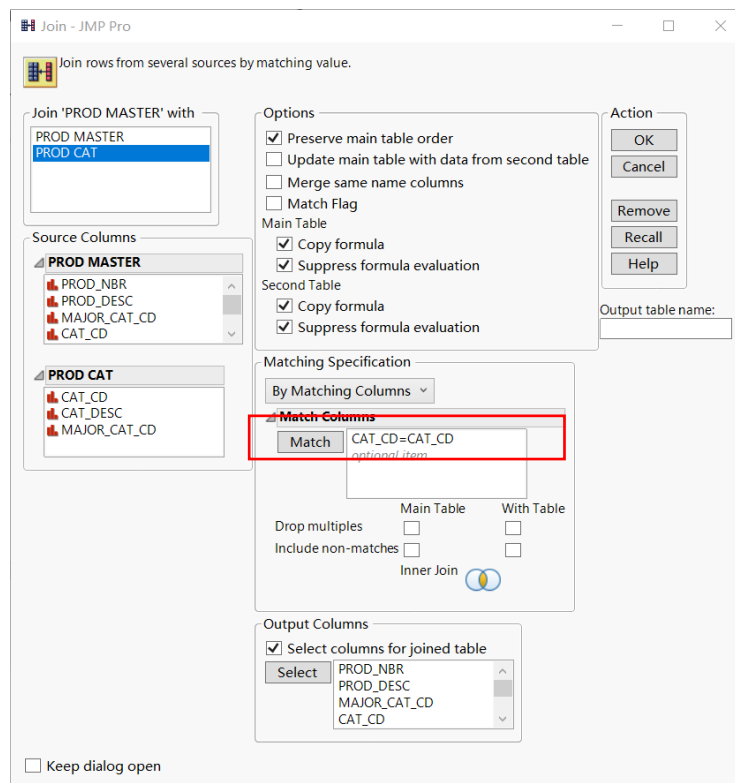 Join - JMP Pro
Join rows from several sources by matching value.
Join 'PROD MASTER' with
PROD MASTER
PROD CAT
Source Columns
PROD MASTER
PROD_NBR
PROD_DESC
MAJOR_CAT_CD
CAT_CD
PROD CAT
CAT_CD
CAT_DESC
MAJOR_CAT_CD
Options
Preserve main table order
Update main table with data from second table
Merge same name columns
Match Flag
Main Table
Copy formula
Suppress formula evaluation
Second Table
Copy formula
Suppress formula evaluation
Matching Specification
By Matching Columns
Match Columns
Match
CAT_CD=CAT_CD
optional item
Main Table With Table
Drop multiples
Include non-matches
Inner Join
Output Columns
Select columns for joined table
Select
PROD_NBR
PROD_DESC
MAJOR_CAT_CD
CAT_CD
Action
OK
Cancel
Remove
Recall
Help
Output table name:
Keep dialog open